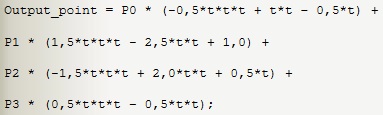 Output_point = P0 * (-0,5*t*t*t + t*t - 0,5*t) +
P1 * (1,5*t*t*t - 2,5*t*t + 1,0) +
P2 * (-1,5*t*t*t + 2,0*t*t + 0,5*t) +
P3 * (0,5*t*t*t - 0,5*t*t);